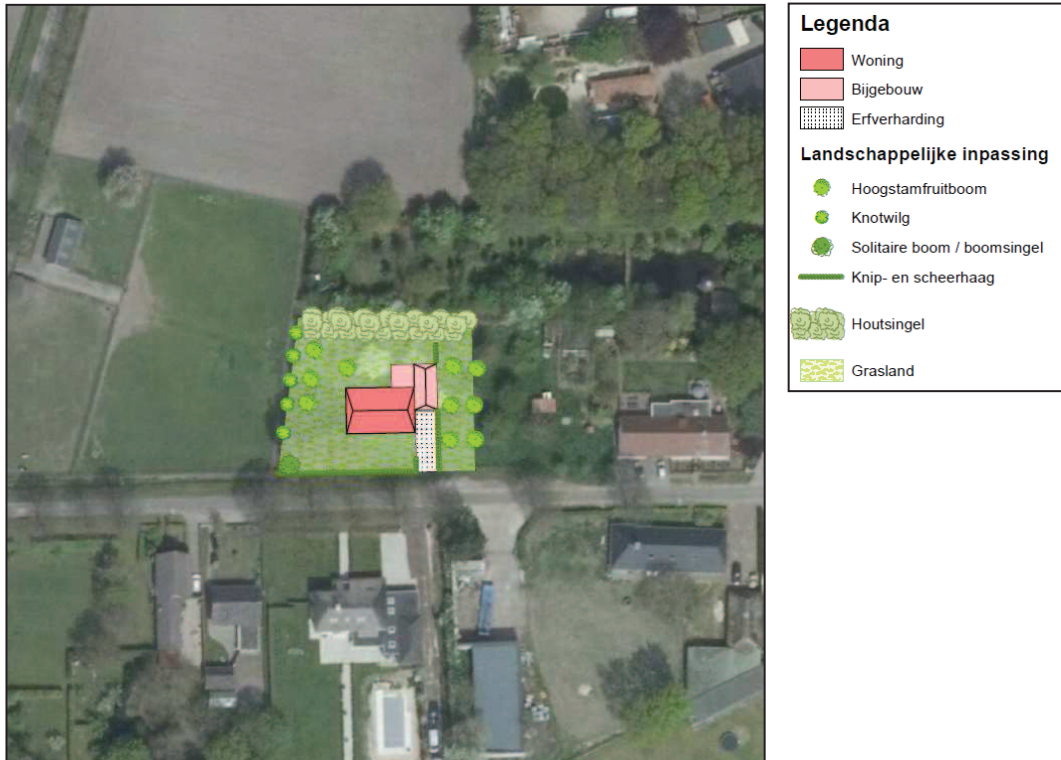 Legenda
Woning
Bijgebouw
Erfverharding
Landschappelijke inpassing
Hoogstamfruitboom
Knotwilg
Solitaire boom / boomsingel
Knip- en scheerhaag
Houtsingel
Grasland